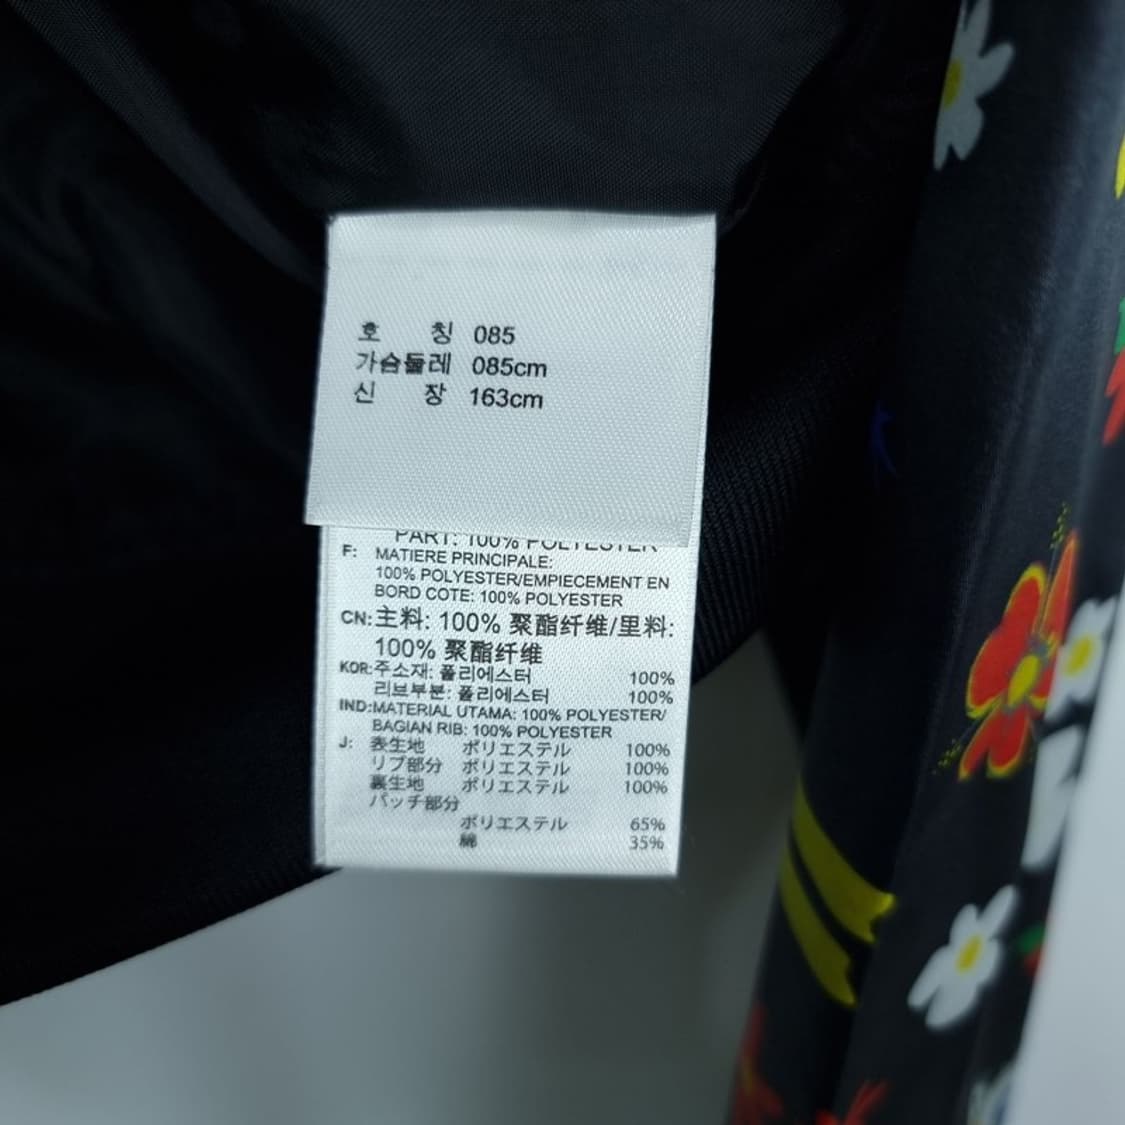 호 칭 085
가슴둘레 085cm
신 장 163cm
PART: 100% POLYESTER
F: MATIERE PRINCIPALE:
100% POLYESTER/EMPIECEMENT EN
BORD COTE: 100% POLYESTER
CN: 主料: 100% 聚酯纤维/里料:
100% 聚酯纤维
KOR: 주소재: 폴리에스터 100%
리브부분: 폴리에스터 100%
IND: MATERIAL UTAMA: 100% POLYESTER/
BAGIAN RIB: 100% POLYESTER
J: 表生地 ポリエステル 100%
リブ部分 ポリエステル 100%
裏生地 ポリエステル 100%
パッチ部分
ポリエステル 65%
綿 35%